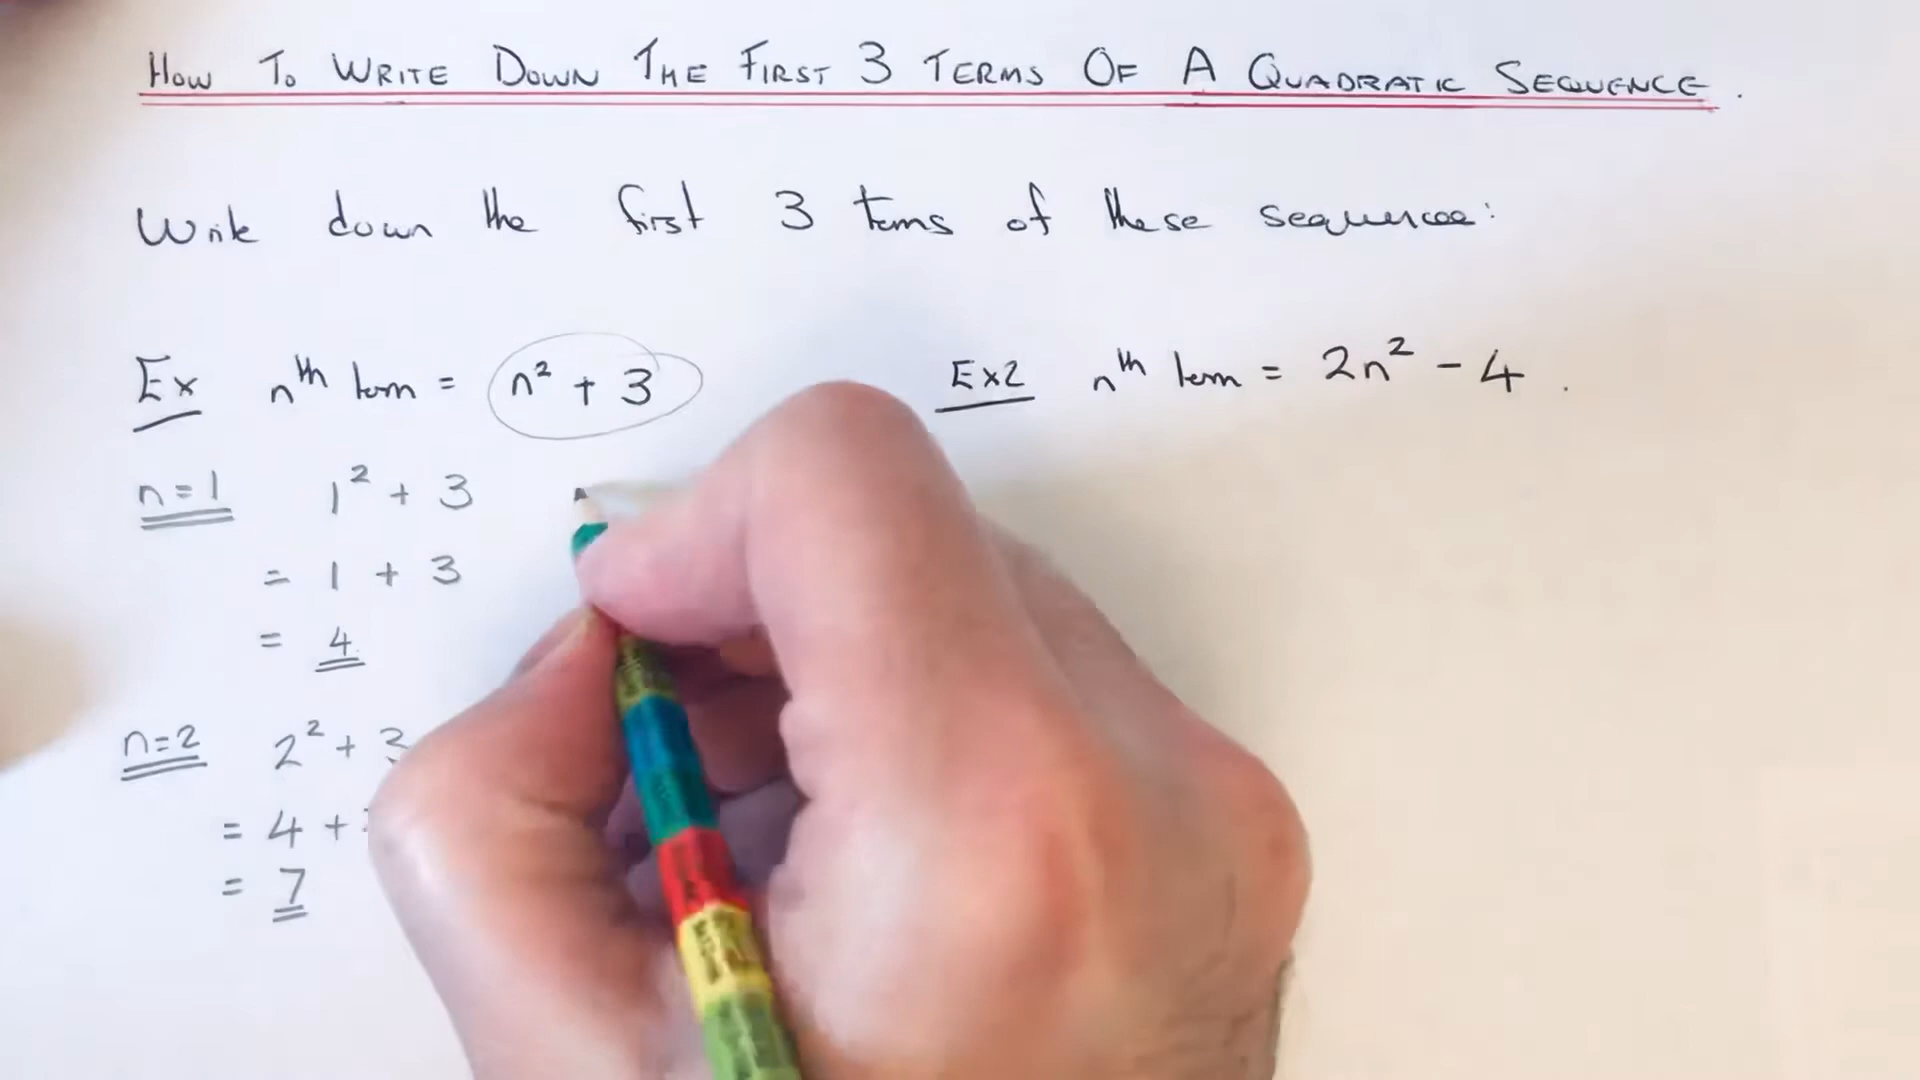 HOW TO WRITE DOWN THE FIRST 3 TERMS OF A QUADRATIC SEQUENCE.
Write down the first 3 terms of these sequences:
Ex nᵗʰ term = n² + 3
n=1 1² + 3
= 1 + 3
= 4
n=2 2² + 3
= 4 +
= 7
Ex2 nᵗʰ term = 2n² - 4.